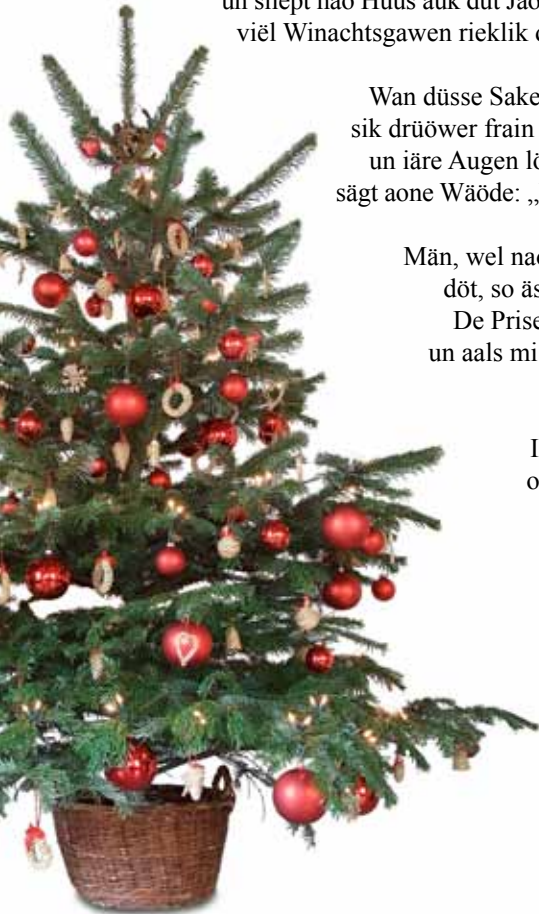 un slept nao Huus auk düt Jao
viël Winachtsgawen rieklik
Wan düsse Sake
sik drüöwer frain
un iäre Augen lö
sägt aone Wäöde: „
Män, wel nao
döt, so äs
De Prise
un aals mi
I
o